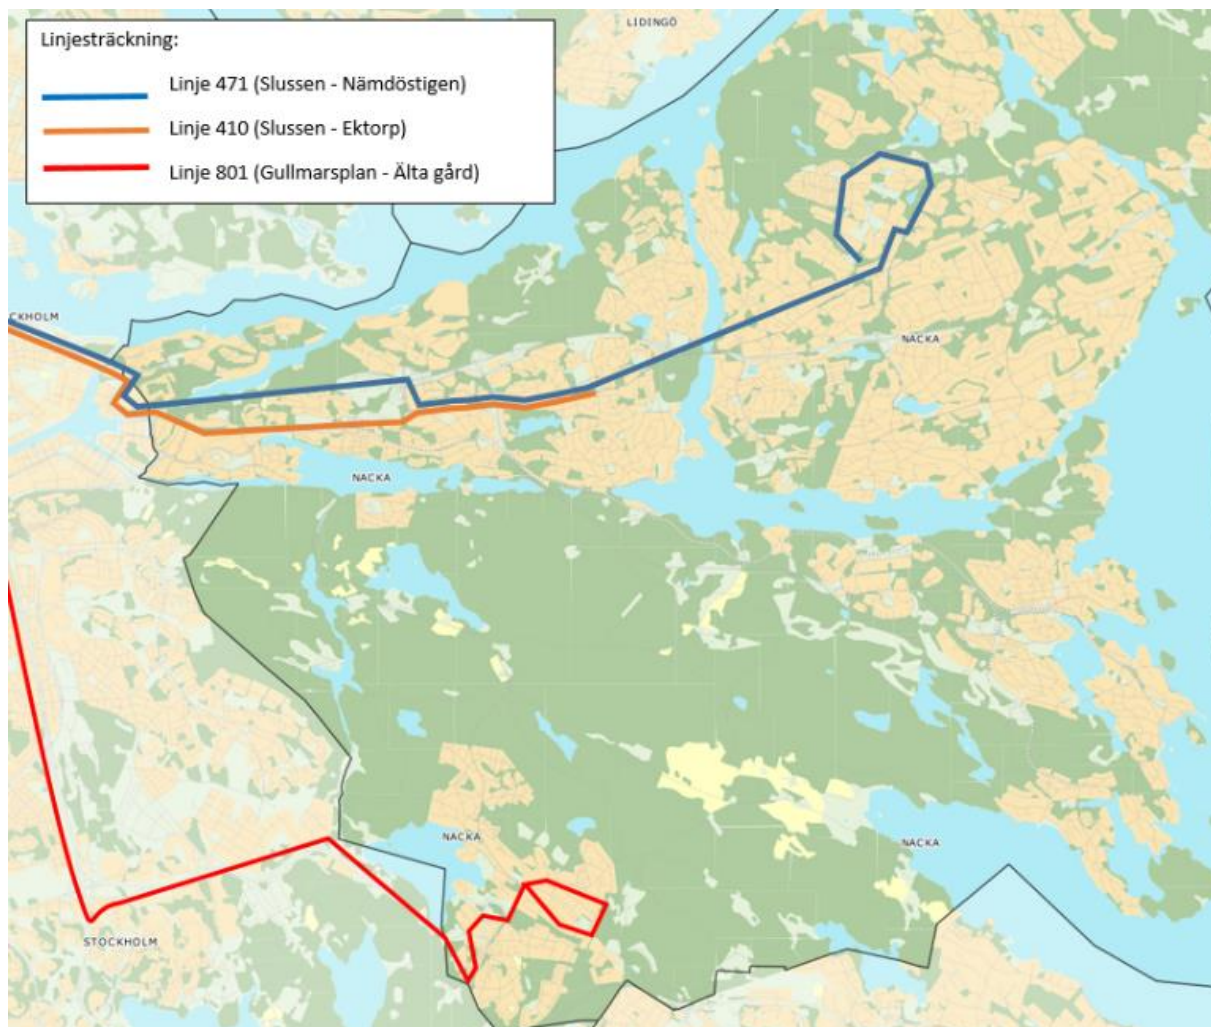 Linjesträckning:
Linje 471 (Slussen - Nämdöstigen)
Linje 410 (Slussen - Ektorp)
Linje 801 (Gullmarsplan - Älta gård)
LIDINGÖ
CKHOLM
NACKA
NACKA
NACKA
NACKA
STOCKHOLM